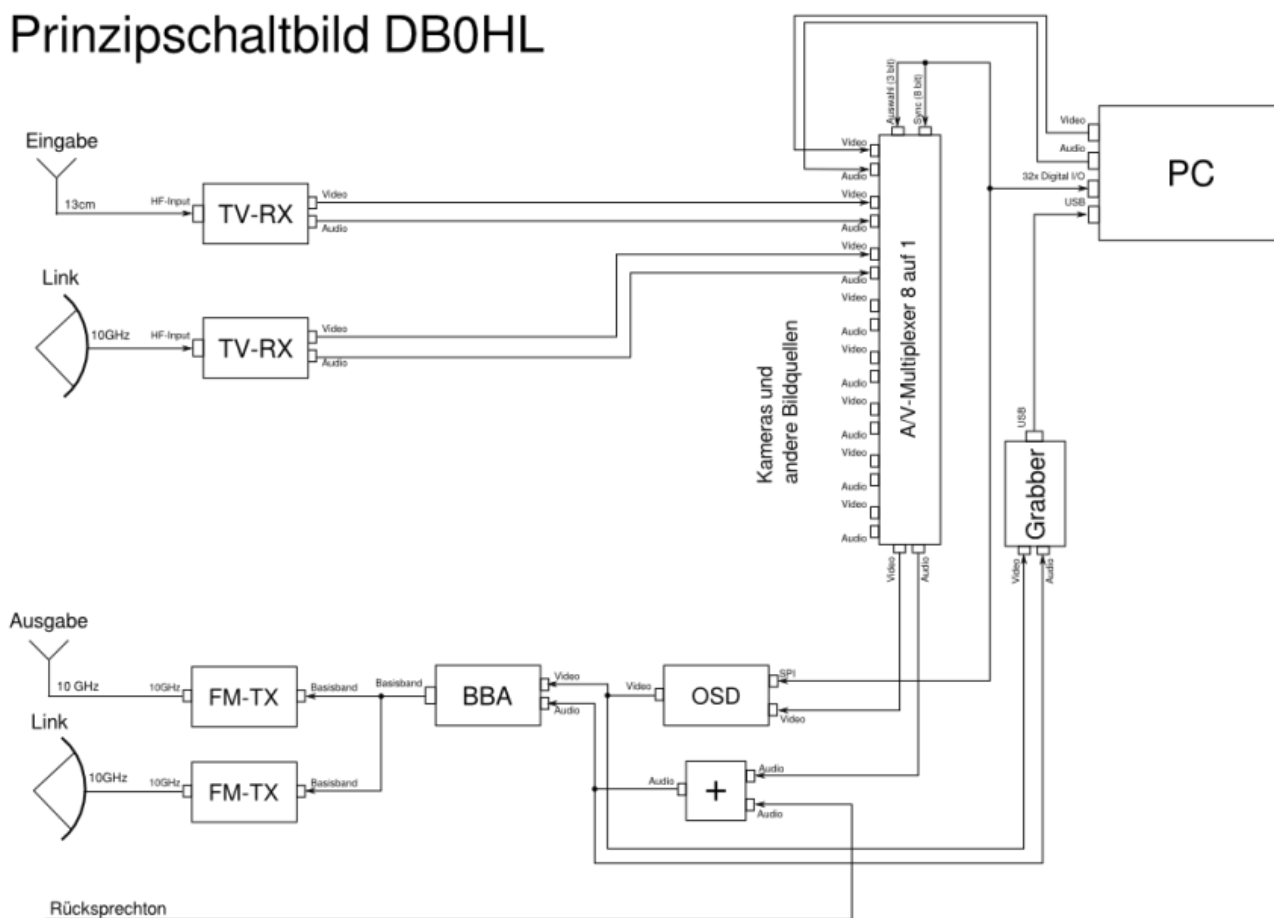 Prinzipschaltbild DB0HL
Eingabe
13cm
HF-Input
TV-RX
Video
Audio
Link
10GHz
HF-Input
TV-RX
Video
Audio
Kameras und
andere Bildquellen
Auswahl (3 bit)
Sync (8 bit)
Video
Audio
Video
Audio
Video
Audio
Video
Audio
Video
Audio
Video
Audio
Video
Audio
Video
Audio
A/V-Multiplexer 8 auf 1
Video
Audio
Video
Audio
32x Digital I/O
USB
PC
USB
Grabber
Video
Audio
Ausgabe
10 GHz
10GHz
FM-TX
Basisband
Basisband
BBA
Video
Audio
Video
OSD
SPI
Video
Link
10GHz
10GHz
FM-TX
Basisband
Audio
+
Audio
Audio
Rücksprechton